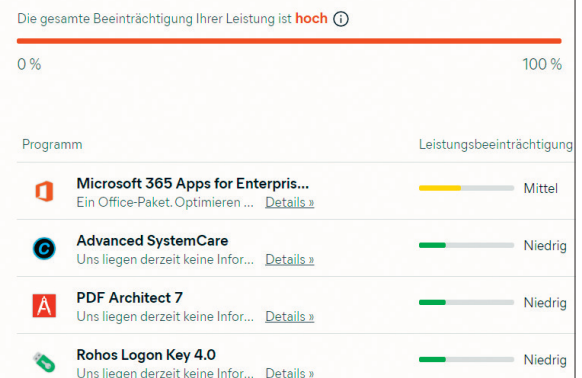 Die gesamte Beeinträchtigung Ihrer Leistung ist hoch
0 % 100 %
Programm Leistungsbeeinträchtigung
Microsoft 365 Apps for Enterpris...
Mittel
Ein Office-Paket. Optimieren ... Details »
Advanced SystemCare
Niedrig
Uns liegen derzeit keine Infor... Details »
PDF Architect 7
Niedrig
Uns liegen derzeit keine Infor... Details »
Rohos Logon Key 4.0
Niedrig
Uns liegen derzeit keine Infor... Details »